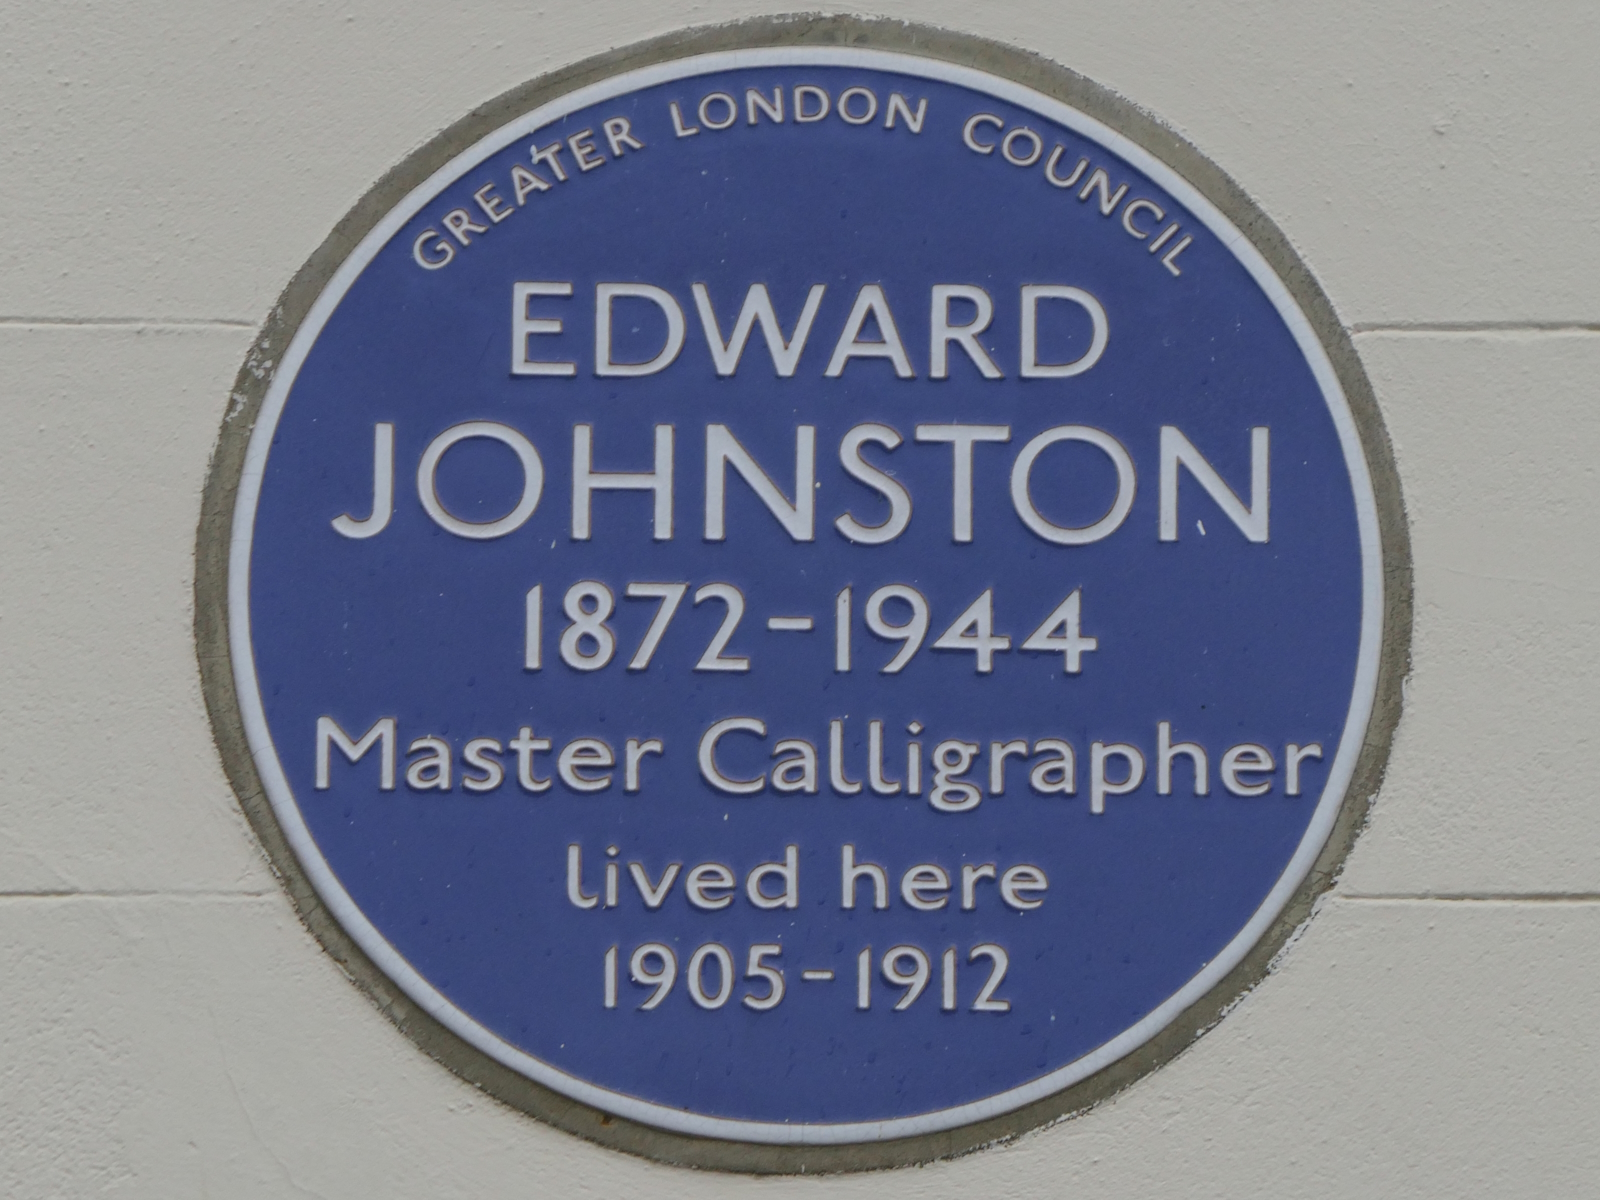 GREATER LONDON COUNCIL
EDWARD
JOHNSTON
1872-1944
Master Calligrapher
lived here
1905-1912